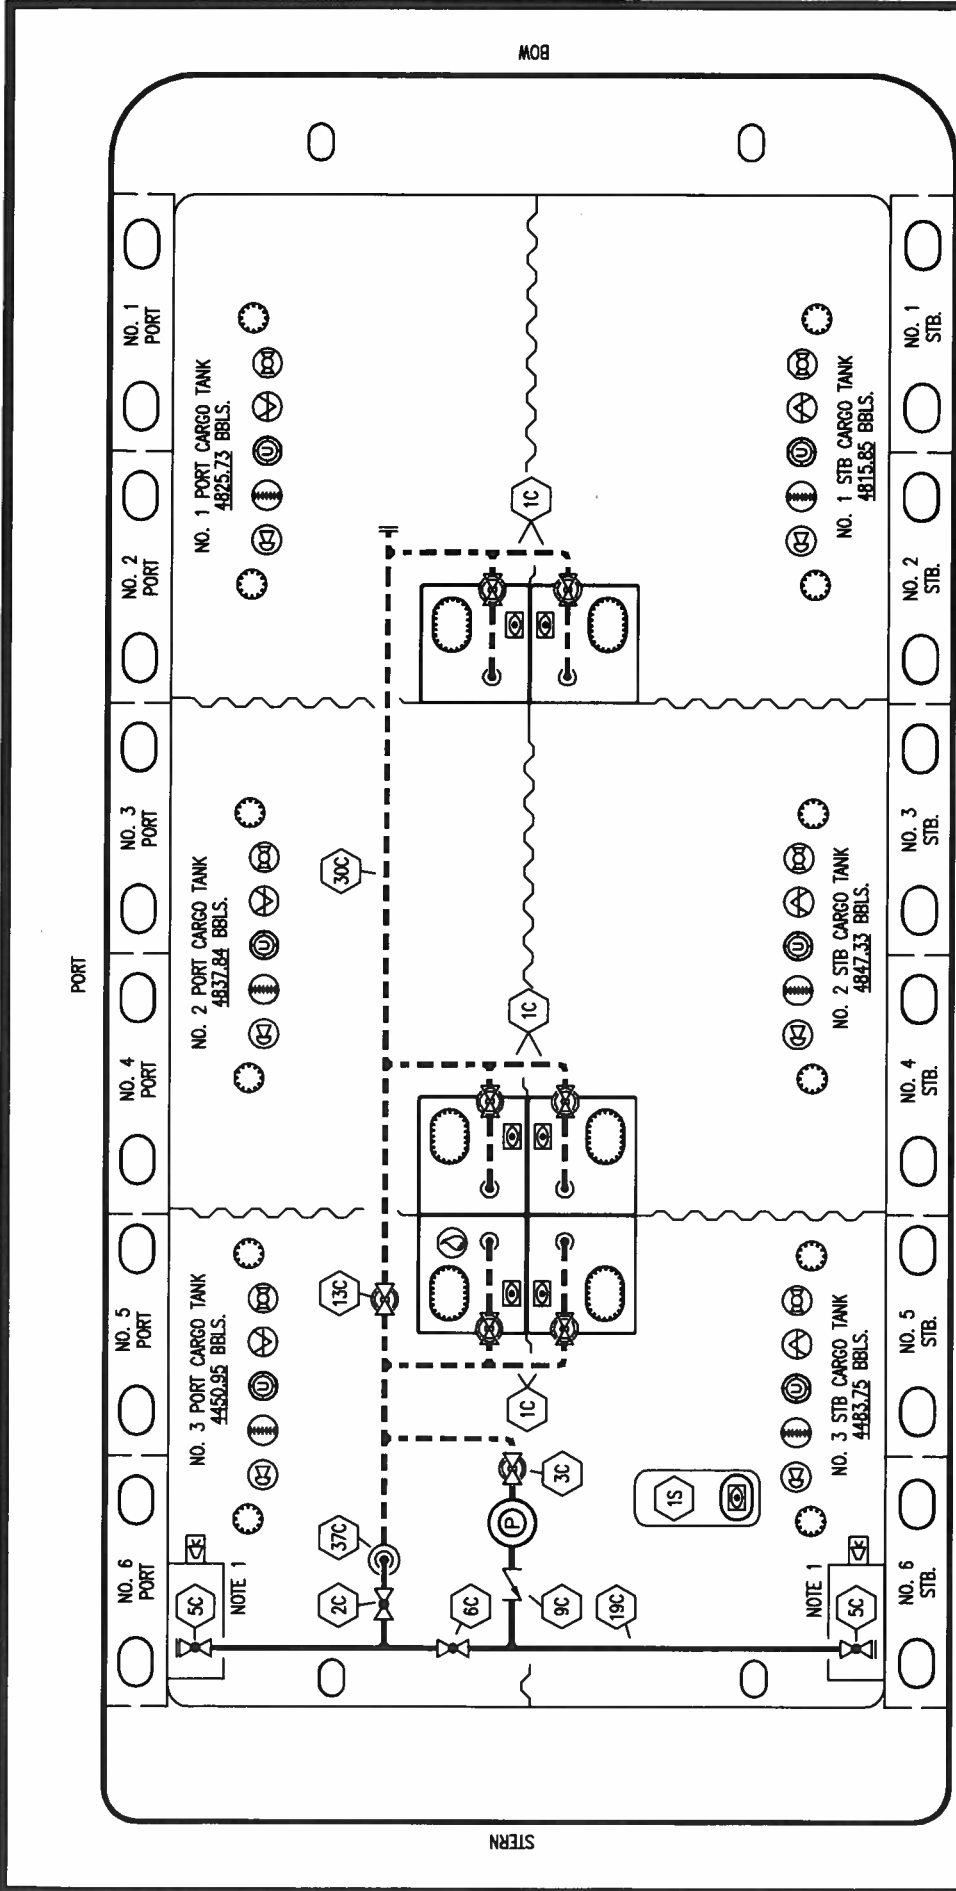 BOW
PORT
STERN
NO. 1
PORT
NO. 2
PORT
NO. 3
PORT
NO. 4
PORT
NO. 5
PORT
NO. 6
PORT
NO. 1 PORT CARGO TANK
4825.73 BBLS.
U
NO. 2 PORT CARGO TANK
4837.84 BBLS.
U
NO. 3 PORT CARGO TANK
4450.95 BBLS.
U
1C
30C
1C
13C
1C
37C
2C
6C
3C
P
9C
19C
1S
5C
NOTE 1
NOTE 1
5C
NO. 1 STB CARGO TANK
4815.85 BBLS.
U
NO. 2 STB CARGO TANK
4847.33 BBLS.
U
NO. 3 STB CARGO TANK
4483.75 BBLS.
U
NO. 1
STB.
NO. 2
STB.
NO. 3
STB.
NO. 4
STB.
NO. 5
STB.
NO. 6
STB.